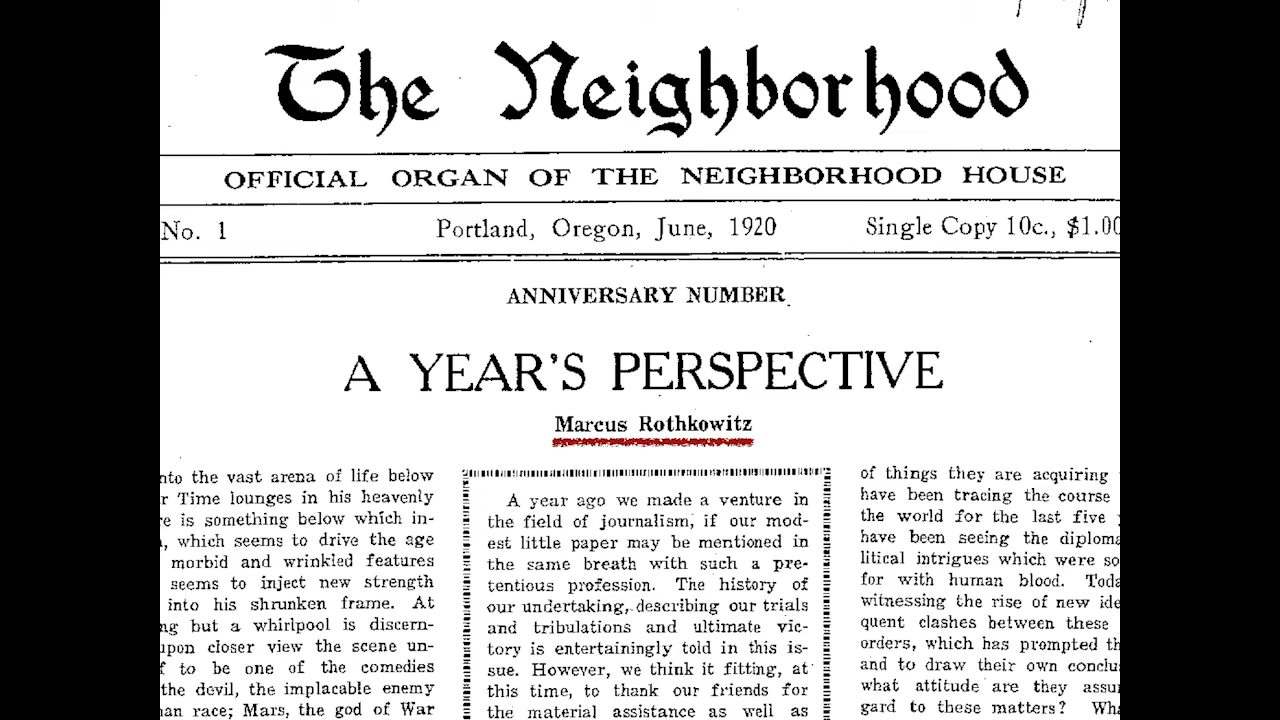 The Neighborhood
OFFICIAL ORGAN OF THE NEIGHBORHOOD HOUSE
No. 1 Portland, Oregon, June, 1920 Single Copy 10c., $1.00
ANNIVERSARY NUMBER
A YEAR'S PERSPECTIVE
Marcus Rothkowitz
the vast arena of life below
Time lounges in his heavenly
is something below which in-
which seems to drive the age
morbid and wrinkled features
seems to inject new strength
into his shrunken frame. At
but a whirlpool is discern-
upon closer view the scene un-
to be one of the comedies
the devil, the implacable enemy
race; Mars, the god of War
A year ago we made a venture in
the field of journalism, if our mod-
est little paper may be mentioned in
the same breath with such a pre-
tentious profession. The history of
our undertaking, describing our trials
and tribulations and ultimate vic-
tory is entertainingly told in this is-
sue. However, we think it fitting, at
this time, to thank our friends for
the material assistance as well as
of things they are acquiring
have been tracing the course
the world for the last five
have been seeing the diploma
litical intrigues which were so
for with human blood. Toda
witnessing the rise of new ide
quent clashes between these
orders, which has prompted th
and to draw their own conclu
what attitude are they assu
gard to these matters?